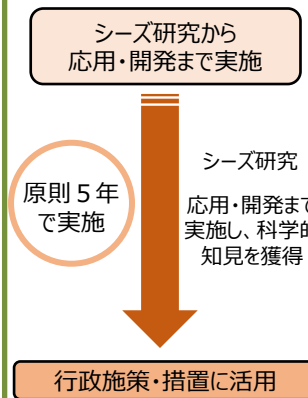 シーズ研究から
応用・開発まで実施
原則５年
で実施
シーズ研究
応用・開発まで
実施し、科学的
知見を獲得
行政施策・措置に活用